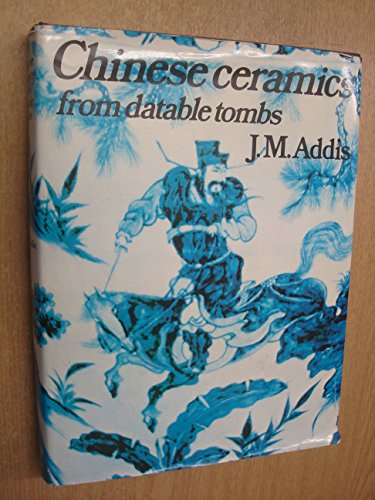 Chinese ceramics
from datable tombs
J.M.Addis